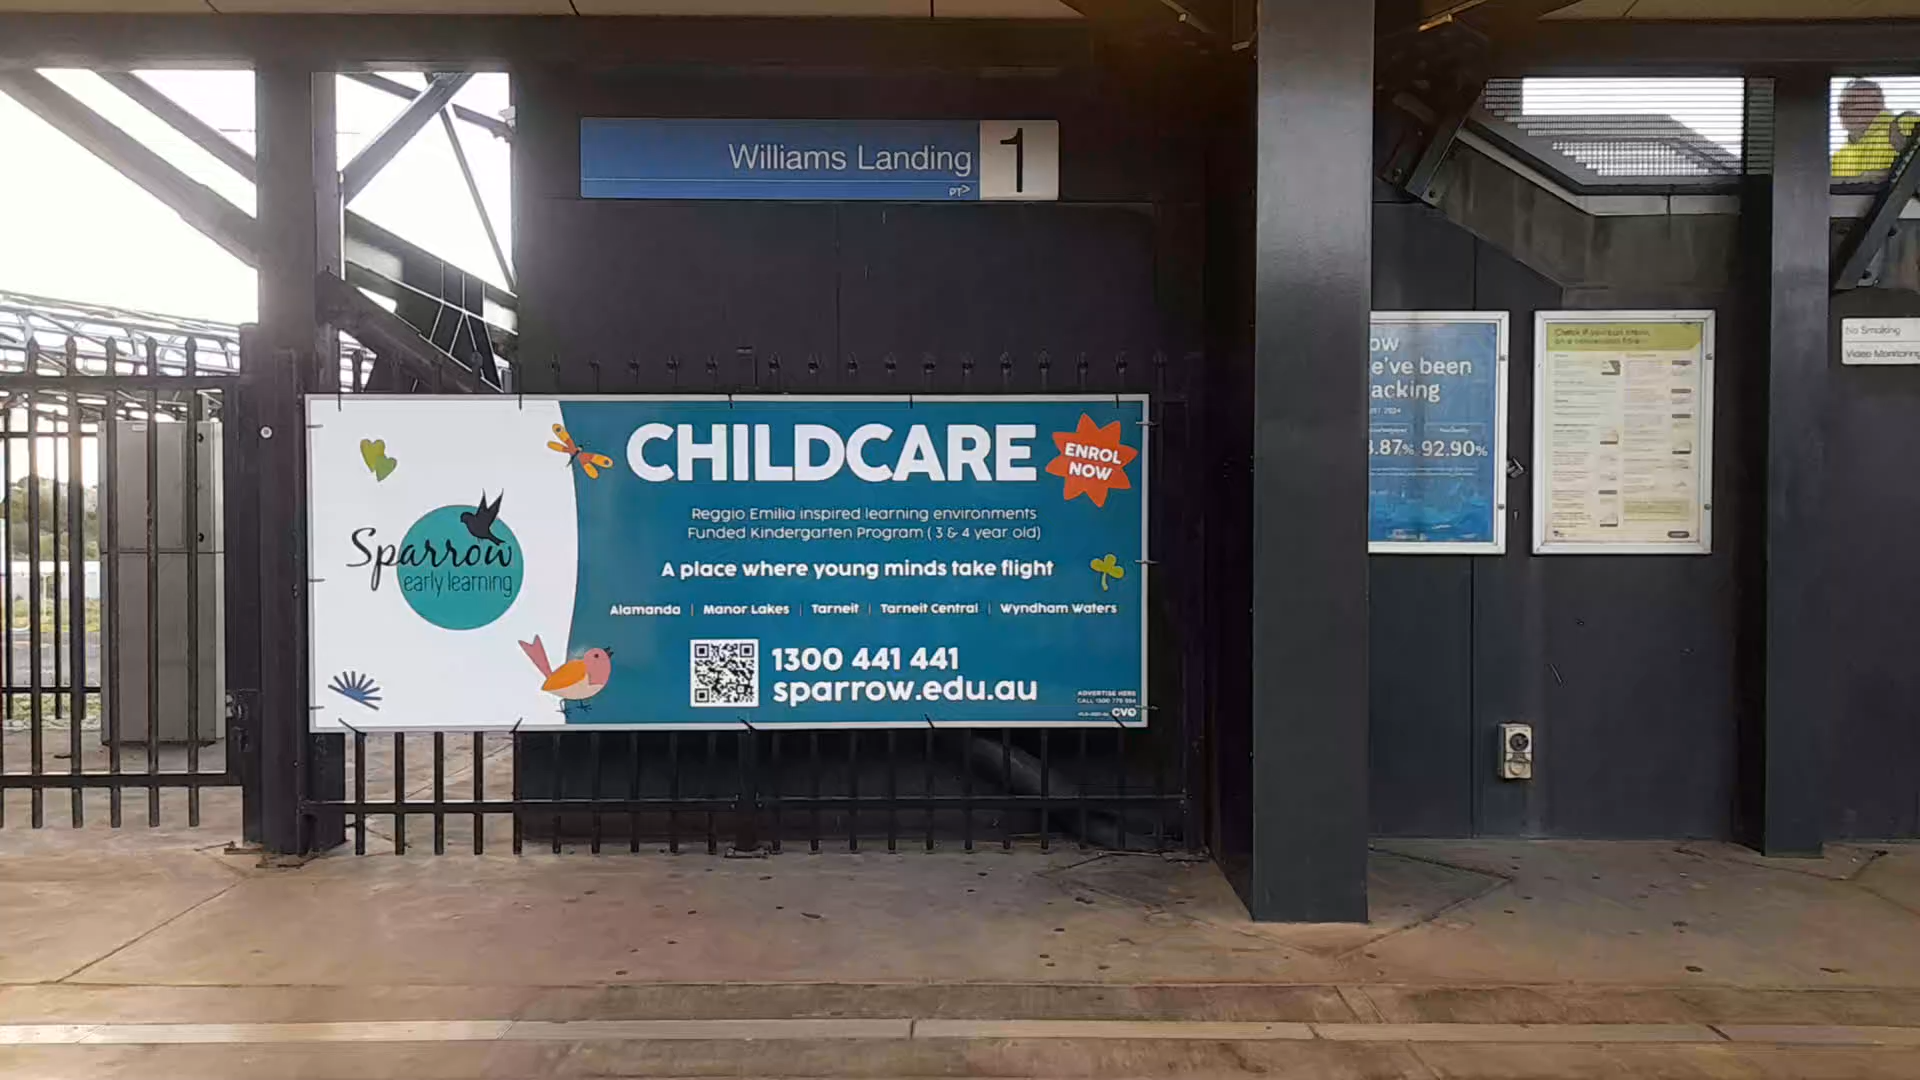 Williams Landing 1
PT>
CHILDCARE
ENROL
NOW
Reggio Emilia inspired learning environments
Funded Kindergarten Program ( 3 & 4 year old)
A place where young minds take flight
Alamanda | Manor Lakes | Tarneit | Tarneit Central | Wyndham Waters
1300 441 441
sparrow.edu.au
Sparrow
early learning
ADVERTISE HERE
CVO
ow
e've been
acking
.87% 92.90%
No Smoking
Video Monitoring